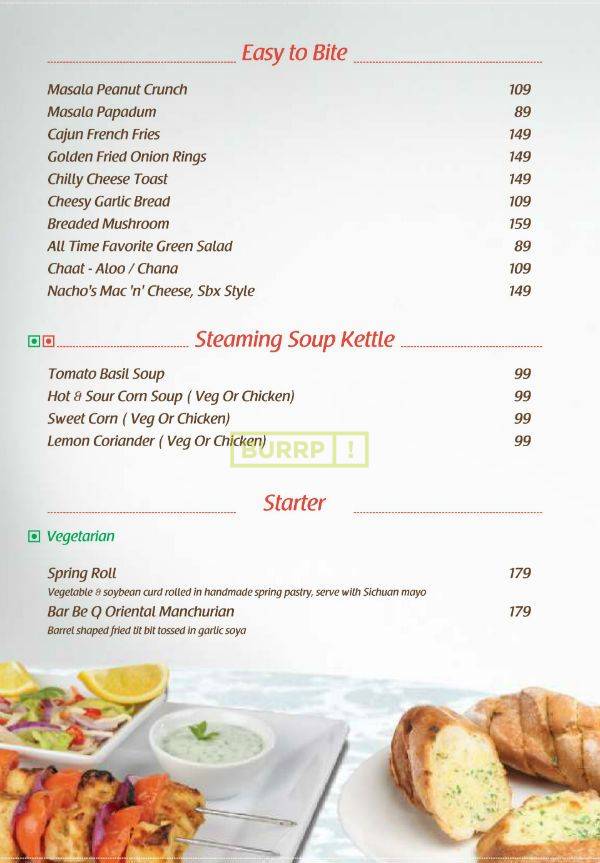 Easy to Bite
Masala Peanut Crunch 109
Masala Papadum 89
Cajun French Fries 149
Golden Fried Onion Rings 149
Chilly Cheese Toast 149
Cheesy Garlic Bread 109
Breaded Mushroom 159
All Time Favorite Green Salad 89
Chaat - Aloo / Chana 109
Nacho's Mac 'n' Cheese, Sbx Style 149
Steaming Soup Kettle
Tomato Basil Soup 99
Hot & Sour Corn Soup ( Veg Or Chicken) 99
Sweet Corn ( Veg Or Chicken) 99
Lemon Coriander ( Veg Or Chicken) 99
BURRP !
Starter
Vegetarian
Spring Roll 179
Vegetable & soybean curd rolled in handmade spring pastry, serve with Sichuan mayo
Bar Be Q Oriental Manchurian 179
Barrel shaped fried tit bit tossed in garlic soya